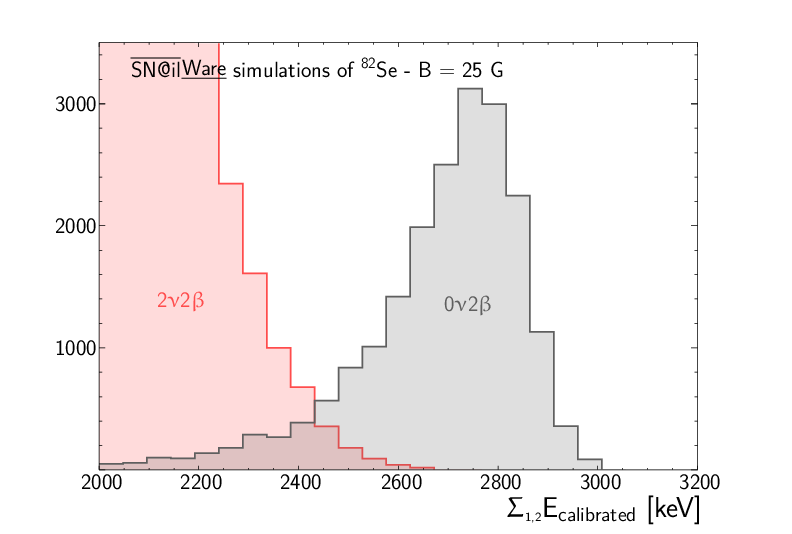 SN@ilWare simulations of ⁸²Se - B = 25 G
3000
2000
1000
2ν2β
0ν2β
2000 2200 2400 2600 2800 3000 3200
Σ₁,₂E_calibrated [keV]